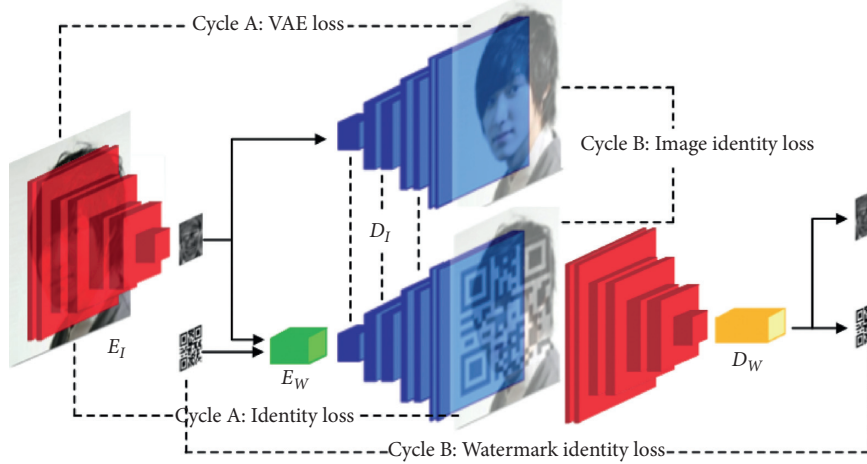 Cycle A: VAE loss
Cycle B: Image identity loss
D_I
E_I
E_W
D_W
Cycle A: Identity loss
Cycle B: Watermark identity loss